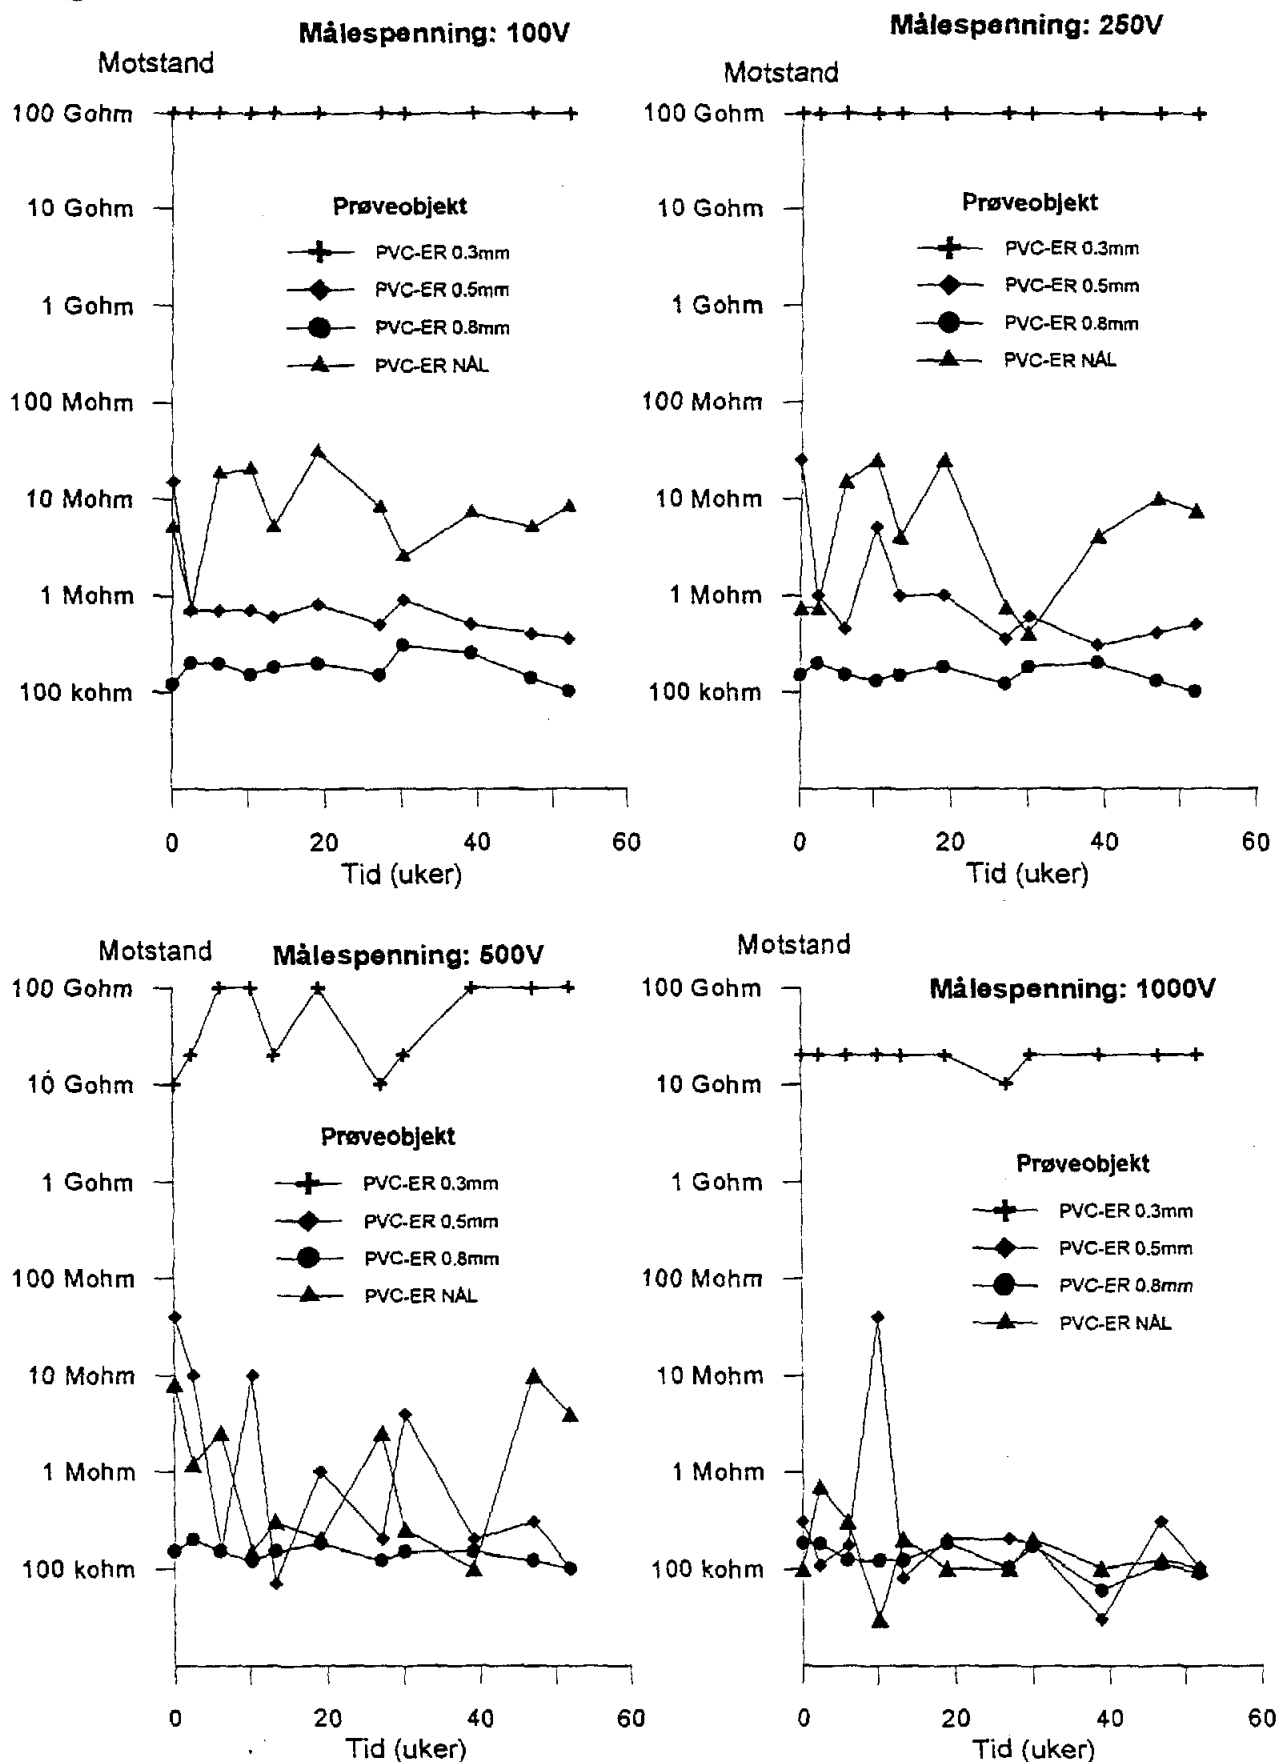 Målespenning: 100V
Motstand
100 Gohm
10 Gohm
1 Gohm
100 Mohm
10 Mohm
1 Mohm
100 kohm
Prøveobjekt
PVC-ER 0.3mm
PVC-ER 0.5mm
PVC-ER 0.8mm
PVC-ER NÅL
0 20 40 60
Tid (uker)
Målespenning: 250V
Motstand
100 Gohm
10 Gohm
1 Gohm
100 Mohm
10 Mohm
1 Mohm
100 kohm
Prøveobjekt
PVC-ER 0.3mm
PVC-ER 0.5mm
PVC-ER 0.8mm
PVC-ER NÅL
0 20 40 60
Tid (uker)
Motstand
Målespenning: 500V
100 Gohm
10 Gohm
1 Gohm
100 Mohm
10 Mohm
1 Mohm
100 kohm
Prøveobjekt
PVC-ER 0.3mm
PVC-ER 0.5mm
PVC-ER 0.8mm
PVC-ER NÅL
0 20 40 60
Tid (uker)
Motstand
Målespenning: 1000V
100 Gohm
10 Gohm
1 Gohm
100 Mohm
10 Mohm
1 Mohm
100 kohm
Prøveobjekt
PVC-ER 0.3mm
PVC-ER 0.5mm
PVC-ER 0.8mm
PVC-ER NÅL
0 20 40 60
Tid (uker)